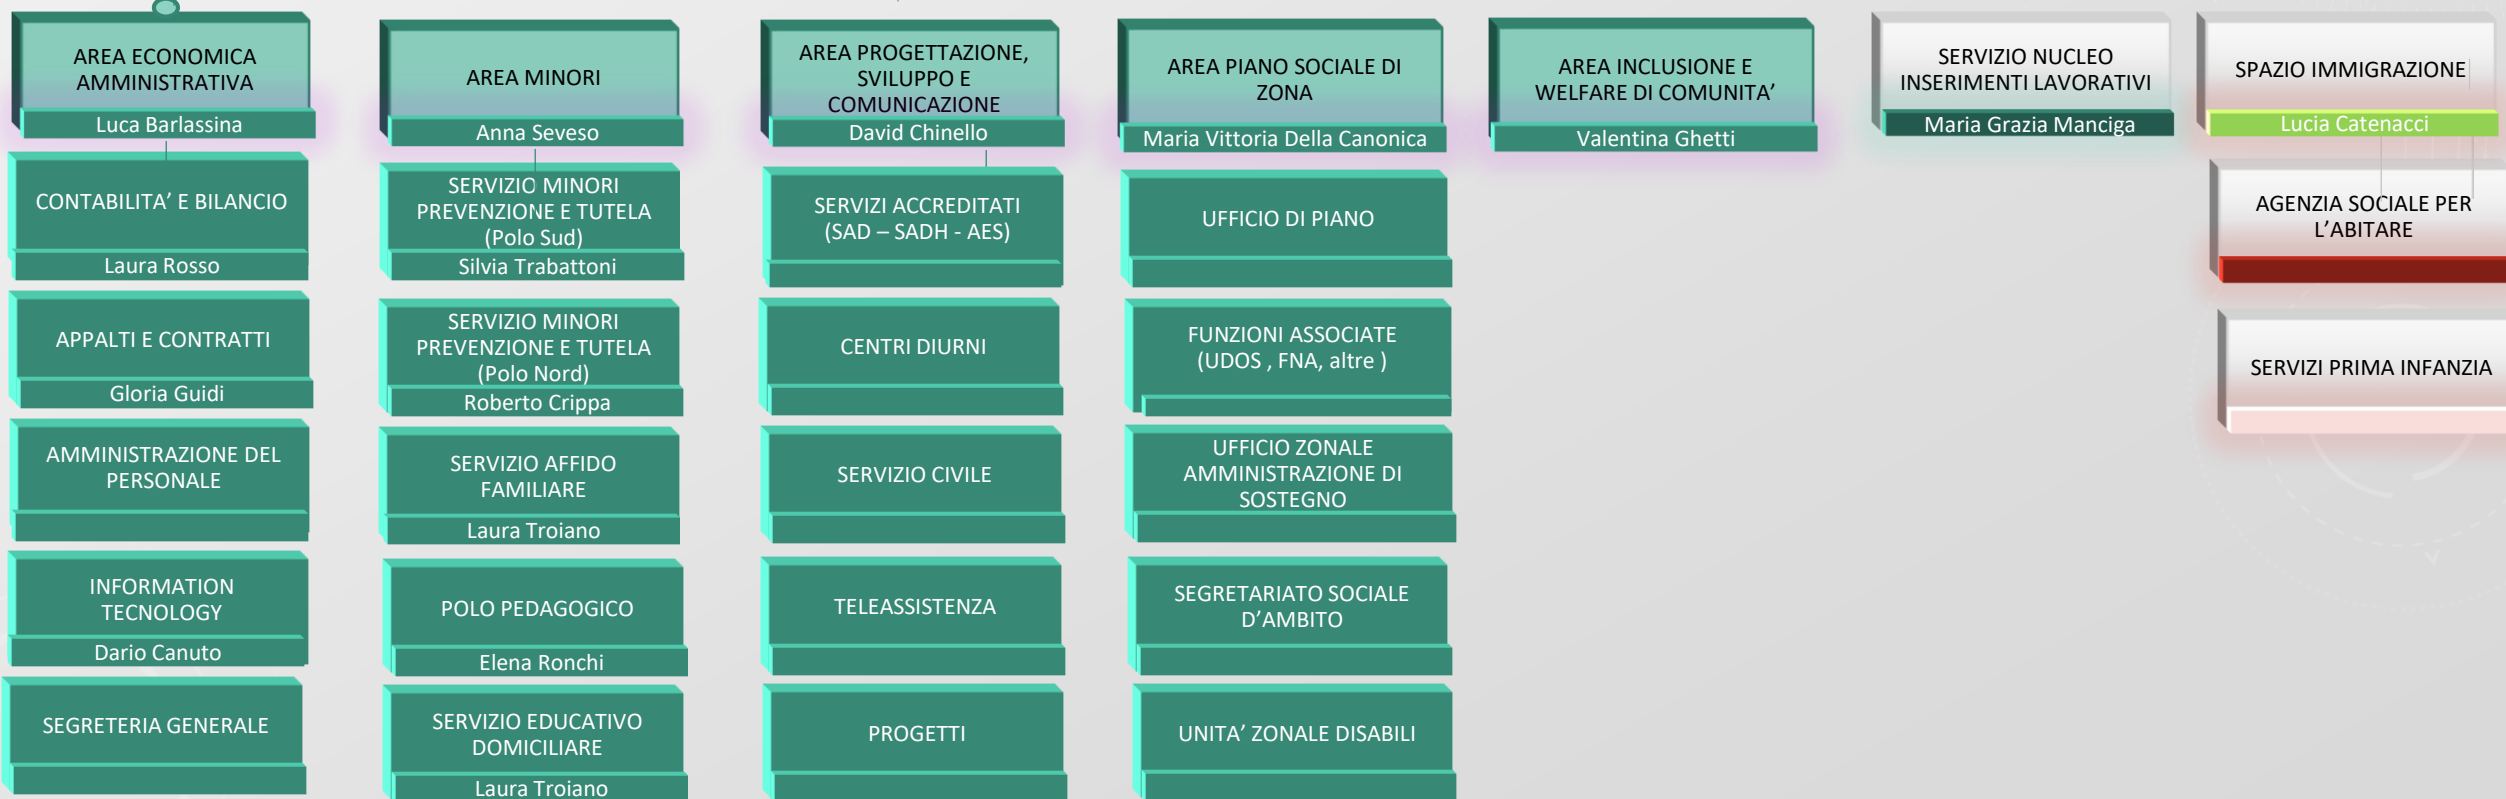 AREA ECONOMICA
AMMINISTRATIVA
Luca Barlassina
CONTABILITA’ E BILANCIO
Laura Rosso
APPALTI E CONTRATTI
Gloria Guidi
AMMINISTRAZIONE DEL
PERSONALE
INFORMATION
TECNOLOGY
Dario Canuto
SEGRETERIA GENERALE
AREA MINORI
Anna Seveso
SERVIZIO MINORI
PREVENZIONE E TUTELA
(Polo Sud)
Silvia Trabattoni
SERVIZIO MINORI
PREVENZIONE E TUTELA
(Polo Nord)
Roberto Crippa
SERVIZIO AFFIDO
FAMILIARE
Laura Troiano
POLO PEDAGOGICO
Elena Ronchi
SERVIZIO EDUCATIVO
DOMICILIARE
Laura Troiano
AREA PROGETTAZIONE,
SVILUPPO E
COMUNICAZIONE
David Chinello
SERVIZI ACCREDITATI
(SAD – SADH - AES)
CENTRI DIURNI
SERVIZIO CIVILE
TELEASSISTENZA
PROGETTI
AREA PIANO SOCIALE DI
ZONA
Maria Vittoria Della Canonica
UFFICIO DI PIANO
FUNZIONI ASSOCIATE
(UDOS , FNA, altre )
UFFICIO ZONALE
AMMINISTRAZIONE DI
SOSTEGNO
SEGRETARIATO SOCIALE
D’AMBITO
UNITA’ ZONALE DISABILI
AREA INCLUSIONE E
WELFARE DI COMUNITA’
Valentina Ghetti
SERVIZIO NUCLEO
INSERIMENTI LAVORATIVI
Maria Grazia Manciga
SPAZIO IMMIGRAZIONE
Lucia Catenacci
AGENZIA SOCIALE PER
L’ABITARE
SERVIZI PRIMA INFANZIA